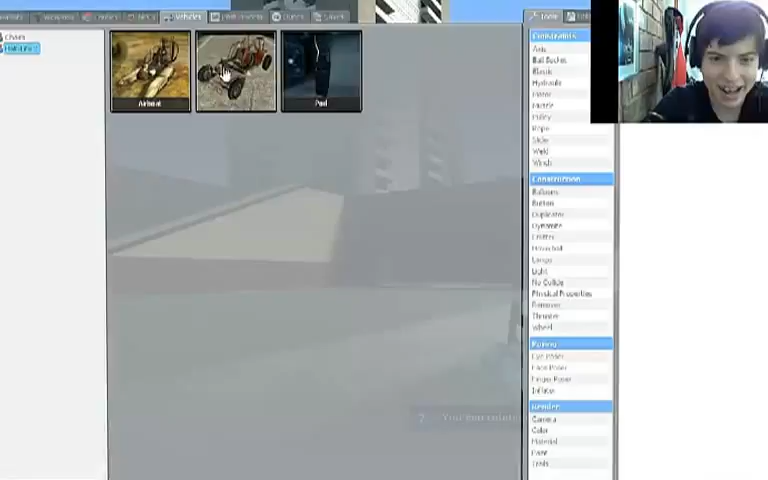 Vehicles
Tools
Chairs
Constraints
Axis
Ball Socket
Elastic
Hydraulic
Motor
Muscle
Airboat
Pod
Pulley
Rope
Slider
Weld
Winch
Construction
Balloons
Button
Duplicator
Dynamite
Emitter
Hoverball
Lamps
Light
No Collide
Physical Properties
Remover
Thruster
Wheel
Posing
Eye Poser
Face Poser
Finger Poser
Inflator
Render
Camera
Color
Material
Paint
Trails